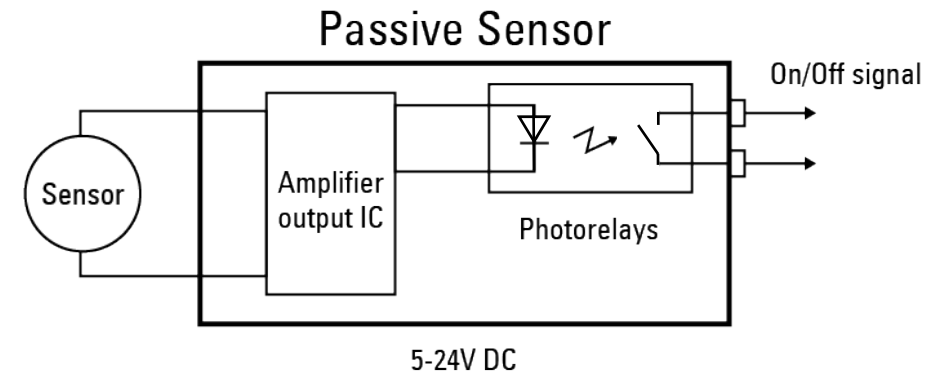 Passive Sensor
On/Off signal
Sensor
Amplifier
output IC
Photorelays
5-24V DC